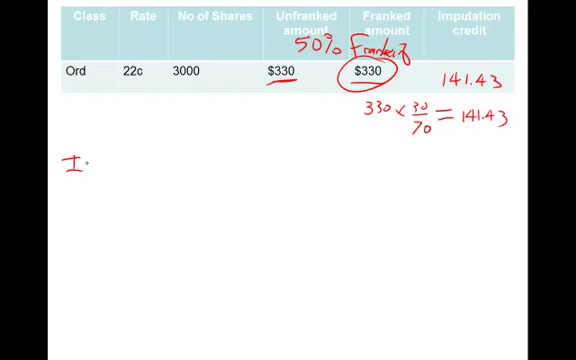 Class Rate No of Shares Unfranked amount Franked amount Imputation credit
50% Franked
Ord 22c 3000 $330 $330 141.43
330 × 30/70 = 141.43
I